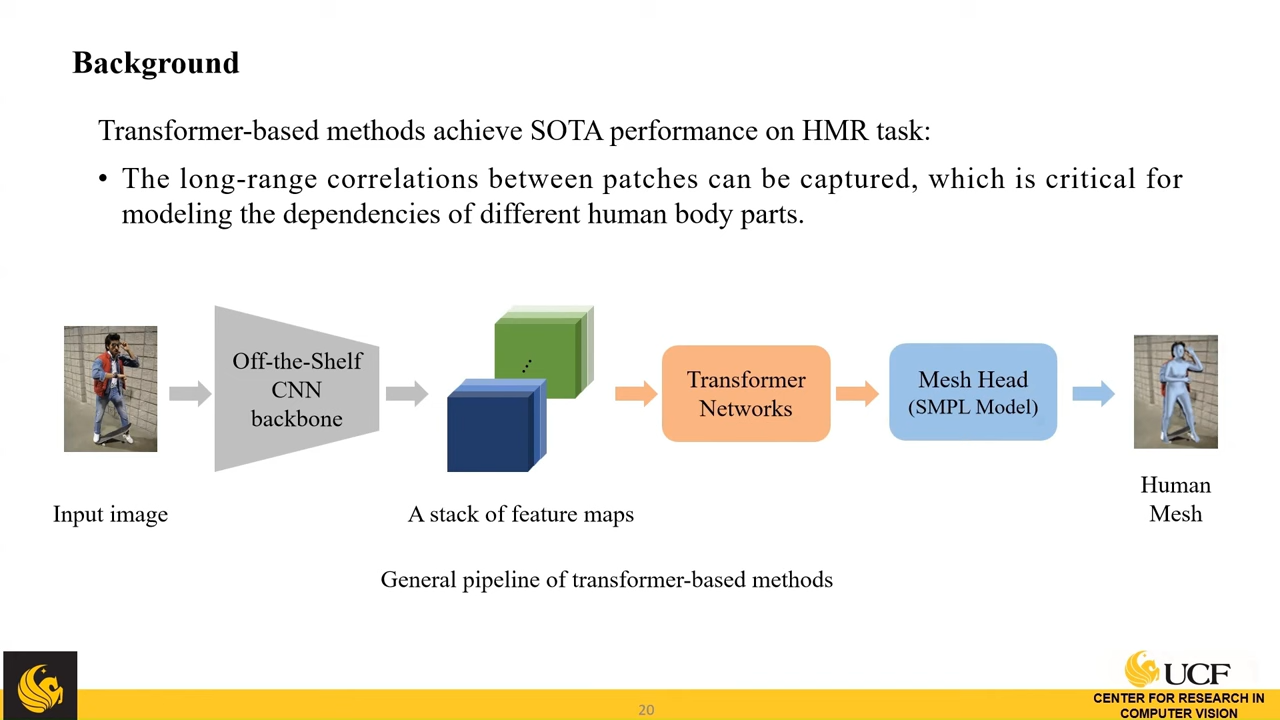 Background
Transformer-based methods achieve SOTA performance on HMR task:
• The long-range correlations between patches can be captured, which is critical for
modeling the dependencies of different human body parts.
Off-the-Shelf
CNN
backbone
Transformer
Networks
Mesh Head
(SMPL Model)
Input image
A stack of feature maps
Human
Mesh
General pipeline of transformer-based methods
20
UCF
CENTER FOR RESEARCH IN
COMPUTER VISION